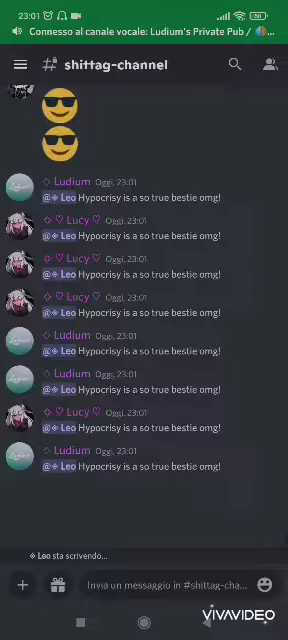 23:01
50
Connesso al canale vocale: Ludium's Private Pub / ...
shittag-channel
Ludium Oggi, 23:01
@Leo Hypocrisy is a so true bestie omg!
Lucy ♡ Oggi, 23:01
@Leo Hypocrisy is a so true bestie omg!
♡ Lucy ♡ Oggi, 23:01
@Leo Hypocrisy is a so true bestie omg!
♡ Lucy ♡ Oggi, 23:01
@Leo Hypocrisy is a so true bestie omg!
Ludium Oggi, 23:01
@Leo Hypocrisy is a so true bestie omg!
Ludium Oggi, 23:01
@Leo Hypocrisy is a so true bestie omg!
♡ Lucy ♡ Oggi, 23:01
@Leo Hypocrisy is a so true bestie omg!
Ludium Oggi, 23:01
@Leo Hypocrisy is a so true bestie omg!
Leo sta scrivendo...
Invia un messaggio in #shittag-cha...
VIVAVIDEO